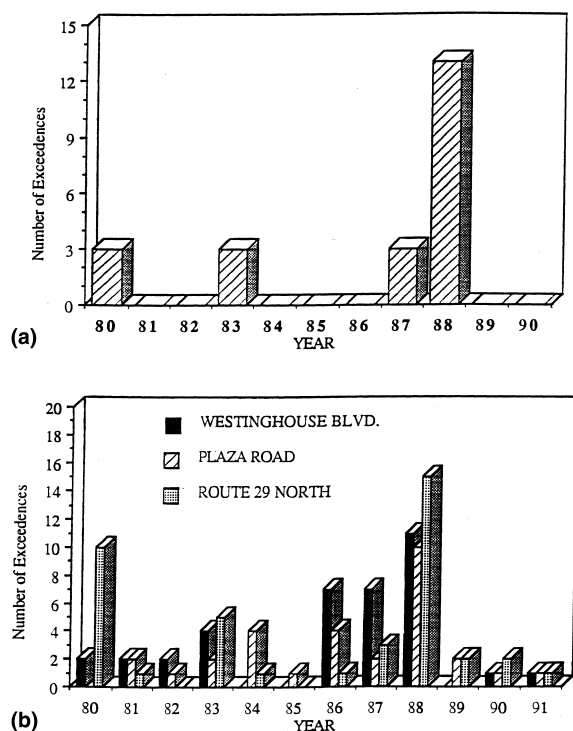 15
12
9
6
3
0
Number of Exceedences
80 81 82 83 84 85 86 87 88 89 90
YEAR
(a)
20
18
16
14
12
10
8
6
4
2
0
Number of Exceedences
WESTINGHOUSE BLVD.
PLAZA ROAD
ROUTE 29 NORTH
80 81 82 83 84 85 86 87 88 89 90 91
YEAR
(b)